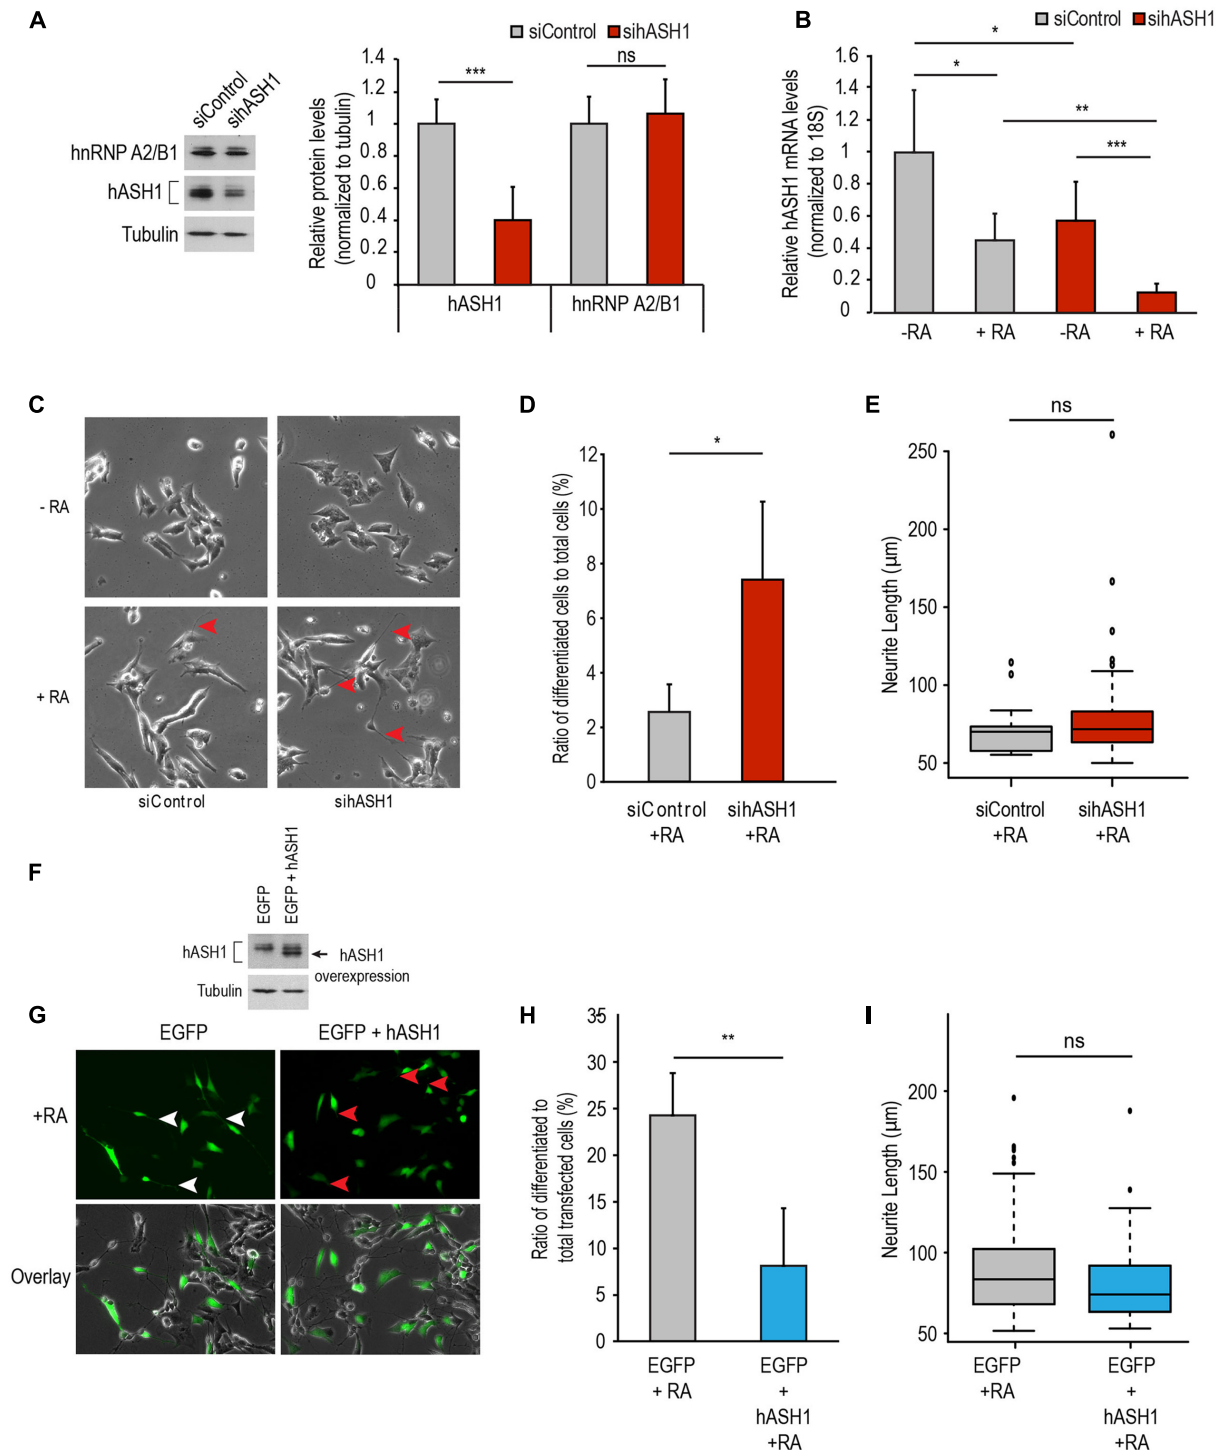 A
siControl
sihASH1
hnRNP A2/B1
hASH1
Tubulin
siControl sihASH1
Relative protein levels
(normalized to tubulin)
1.4
1.2
1
0.8
0.6
0.4
0.2
0
***
ns
hASH1
hnRNP A2/B1
B
siControl sihASH1
Relative hASH1 mRNA levels
(normalized to 18S)
1.6
1.4
1.2
1
0.8
0.6
0.4
0.2
0
*
*
**
***
-RA
+ RA
-RA
+ RA
C
- RA
+ RA
siControl
sihASH1
D
Ratio of differentiated cells to total cells (%)
12
10
8
6
4
2
0
*
siControl
+RA
sihASH1
+RA
E
ns
Neurite Length (µm)
250
200
150
100
50
siControl
+RA
sihASH1
+RA
F
EGFP
EGFP + hASH1
hASH1
hASH1
overexpression
Tubulin
G
EGFP
EGFP + hASH1
+RA
Overlay
H
Ratio of differentiated to
total transfected cells (%)
35
30
25
20
15
10
5
0
**
EGFP
+ RA
EGFP
+
hASH1
+RA
I
ns
Neurite Length (µm)
200
150
100
50
EGFP
+RA
EGFP
+
hASH1
+RA